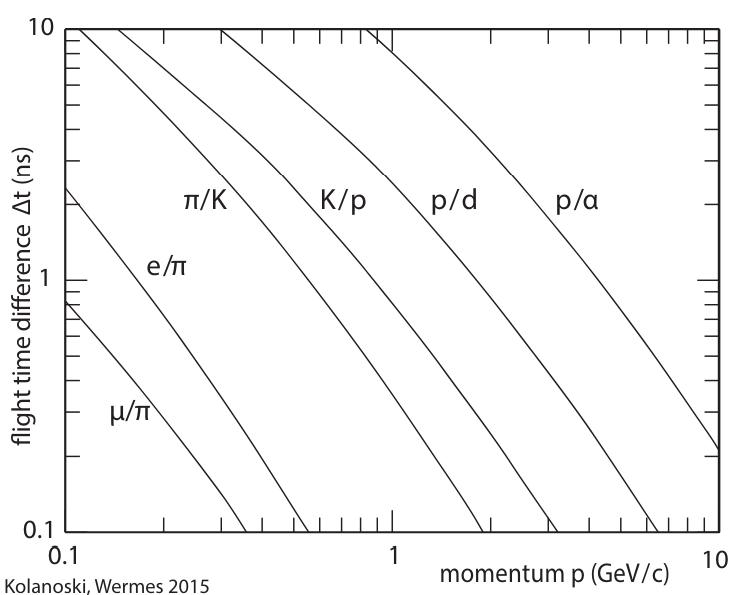 10
1
0.1
flight time difference Δt (ns)
π/K
K/p
p/d
p/α
e/π
μ/π
0.1
1
10
momentum p (GeV/c)
Kolanoski, Wermes 2015